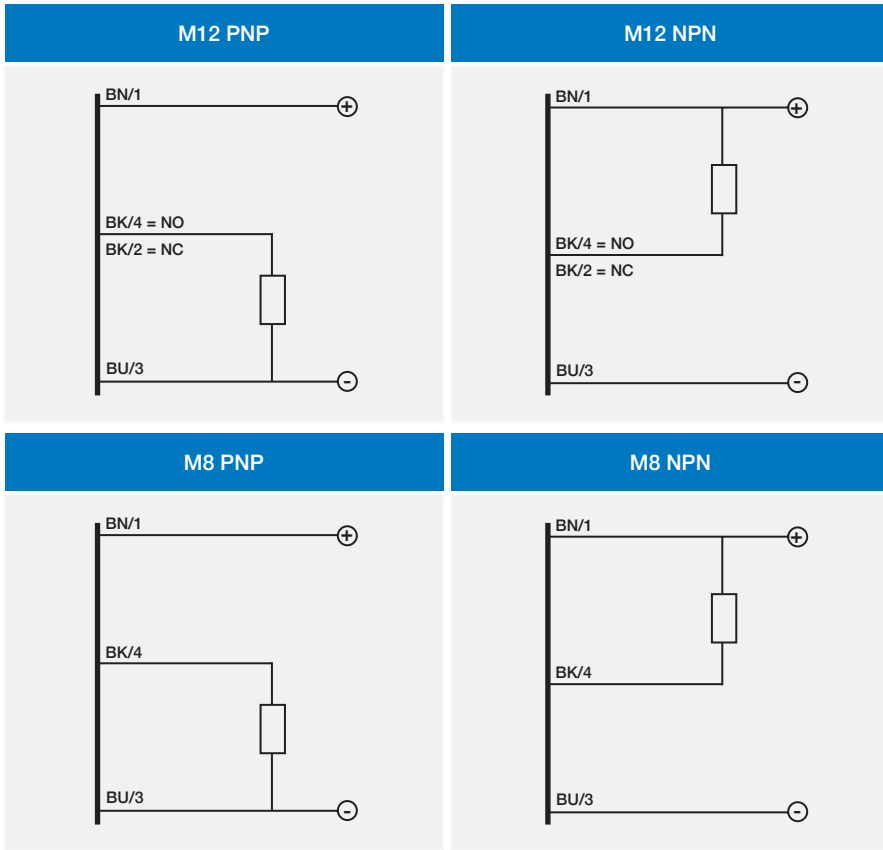 M12 PNP
BN/1
+
BK/4 = NO
BK/2 = NC
BU/3
-
M12 NPN
BN/1
+
BK/4 = NO
BK/2 = NC
BU/3
-
M8 PNP
BN/1
+
BK/4
BU/3
-
M8 NPN
BN/1
+
BK/4
BU/3
-